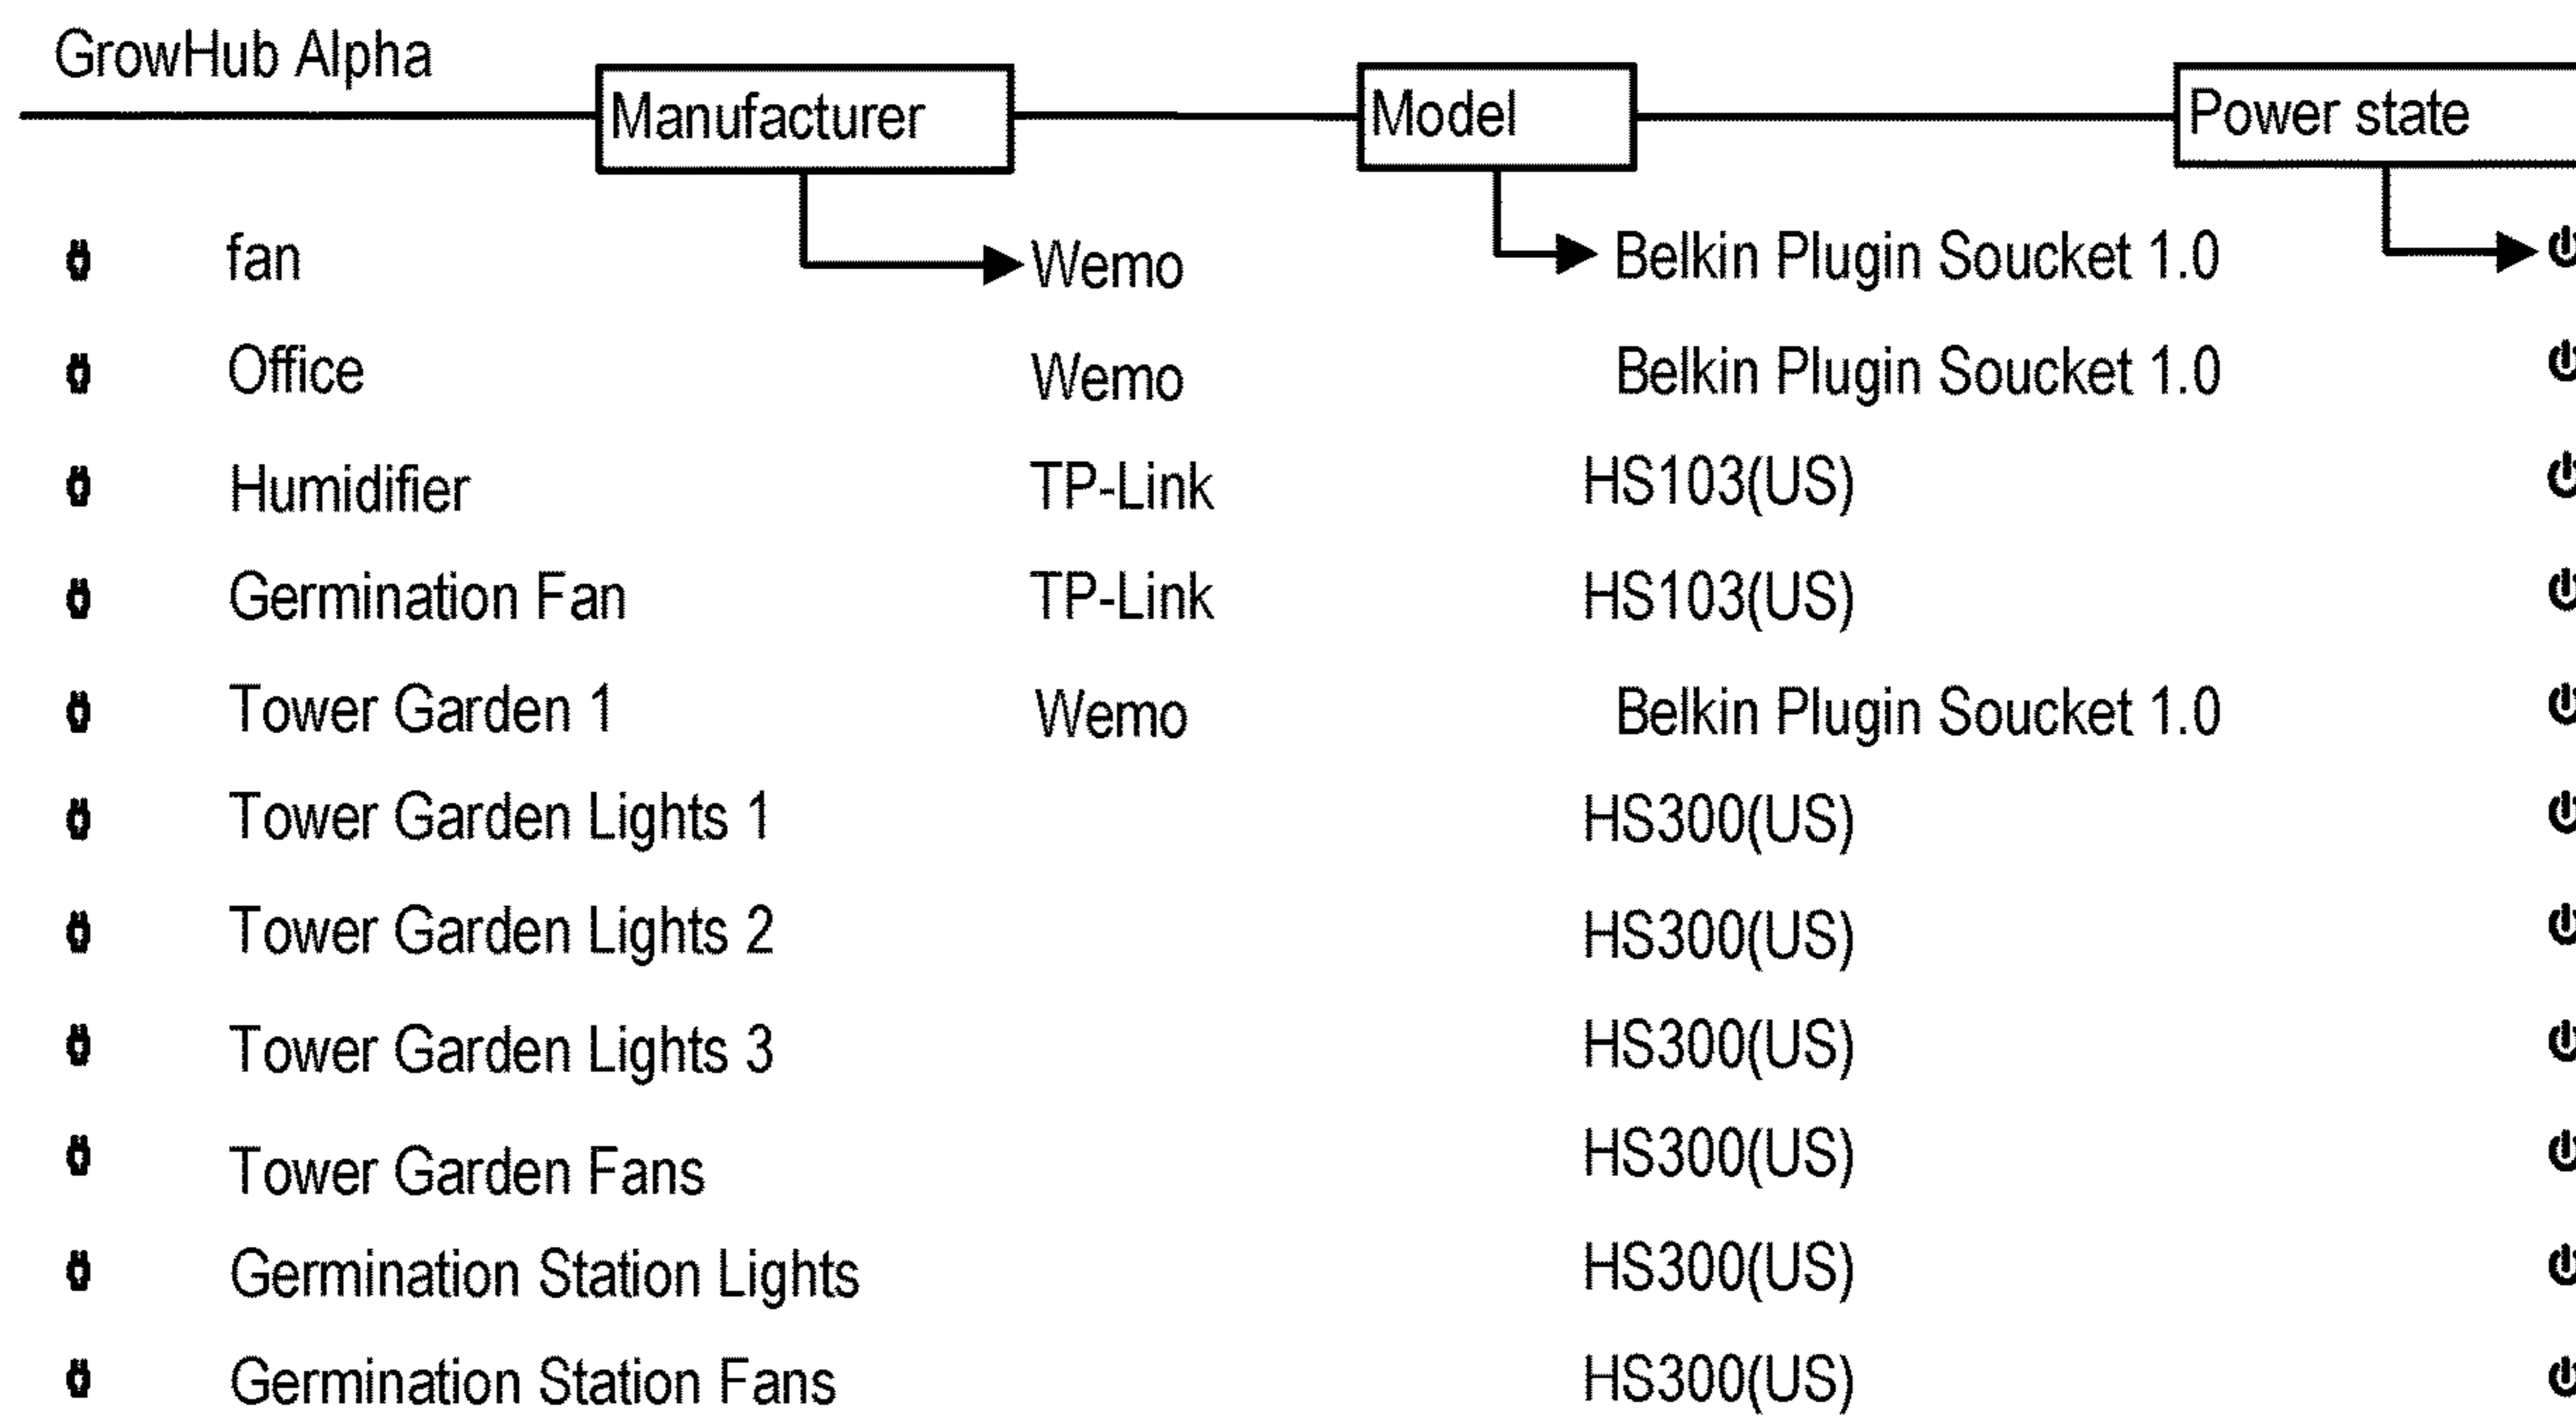 GrowHub Alpha
Manufacturer Model Power state
fan Wemo Belkin Plugin Soucket 1.0
Office Wemo Belkin Plugin Soucket 1.0
Humidifier TP-Link HS103(US)
Germination Fan TP-Link HS103(US)
Tower Garden 1 Wemo Belkin Plugin Soucket 1.0
Tower Garden Lights 1 HS300(US)
Tower Garden Lights 2 HS300(US)
Tower Garden Lights 3 HS300(US)
Tower Garden Fans HS300(US)
Germination Station Lights HS300(US)
Germination Station Fans HS300(US)